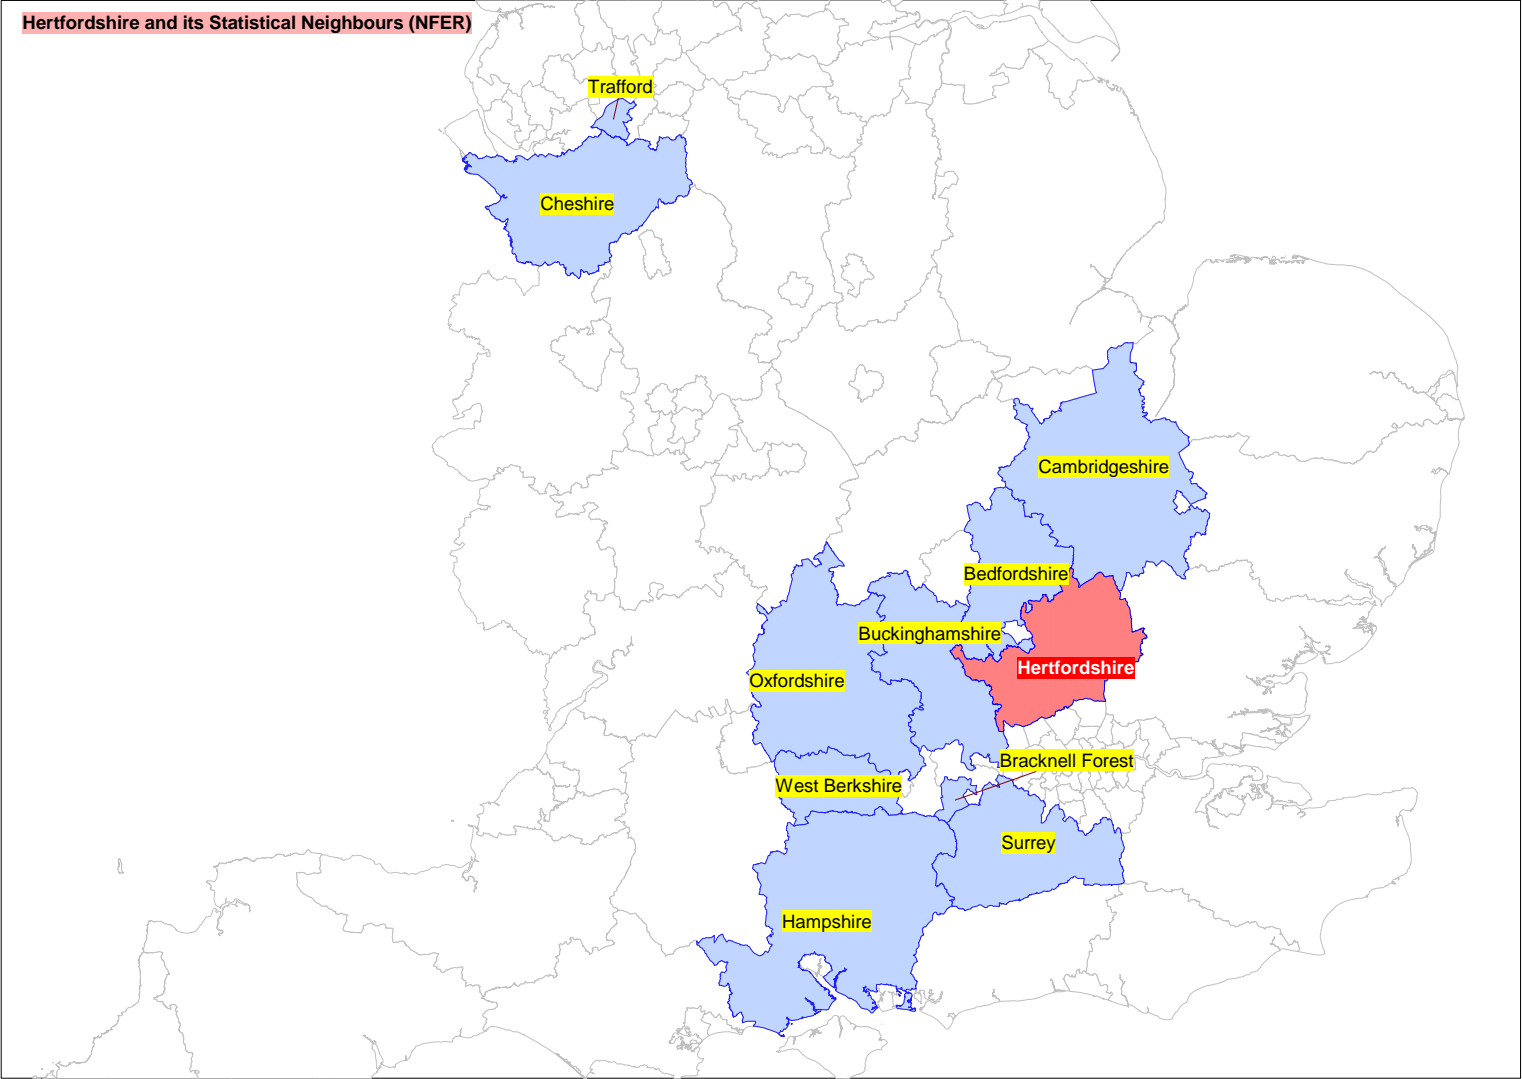 Hertfordshire and its Statistical Neighbours (NFER)
Trafford
Cheshire
Cambridgeshire
Bedfordshire
Buckinghamshire
Hertfordshire
Oxfordshire
Bracknell Forest
West Berkshire
Surrey
Hampshire